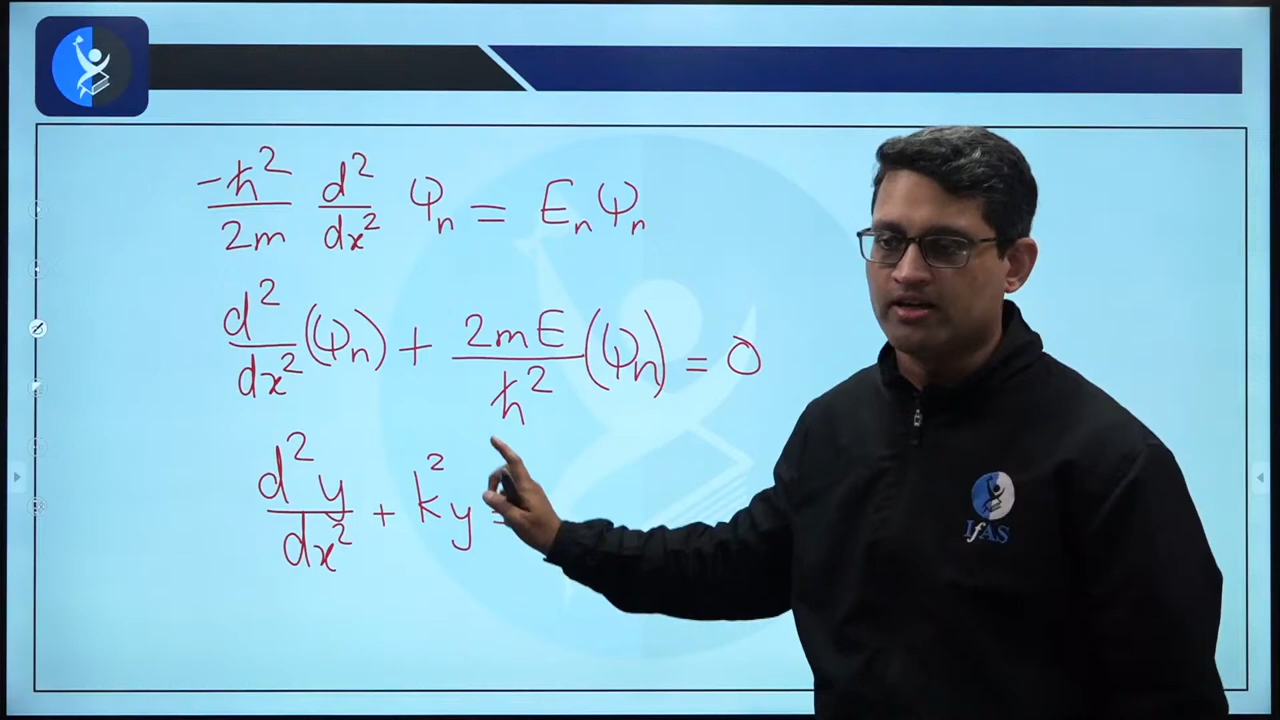 -ħ²/2m d²/dx² Ψₙ = EₙΨₙ
d²/dx² (Ψₙ) + 2mE/ħ² (Ψₙ) = 0
d²y/dx² + k²y =
IfAS